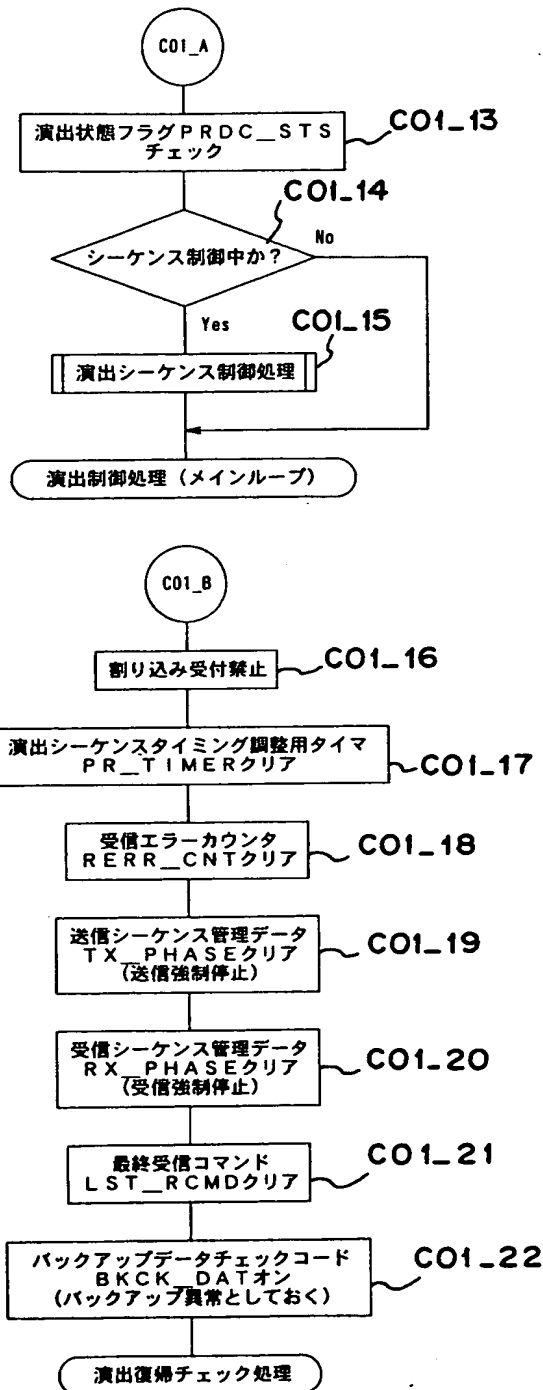 C01_A
演出状態フラグPRDC__STS
チェック
C01_13
C01_14
シーケンス制御中か？
No
Yes
C01_15
演出シーケンス制御処理
演出制御処理（メインループ）
C01_B
割り込み受付禁止
C01_16
演出シーケンスタイミング調整用タイマ
PR__TIMERクリア
C01_17
受信エラーカウンタ
RERR__CNTクリア
C01_18
送信シーケンス管理データ
TX__PHASEクリア
(送信強制停止)
C01_19
受信シーケンス管理データ
RX__PHASEクリア
(受信強制停止)
C01_20
最終受信コマンド
LST__RCMDクリア
C01_21
バックアップデータチェックコード
BKCK__DATオン
(バックアップ異常としておく)
C01_22
演出復帰チェック処理